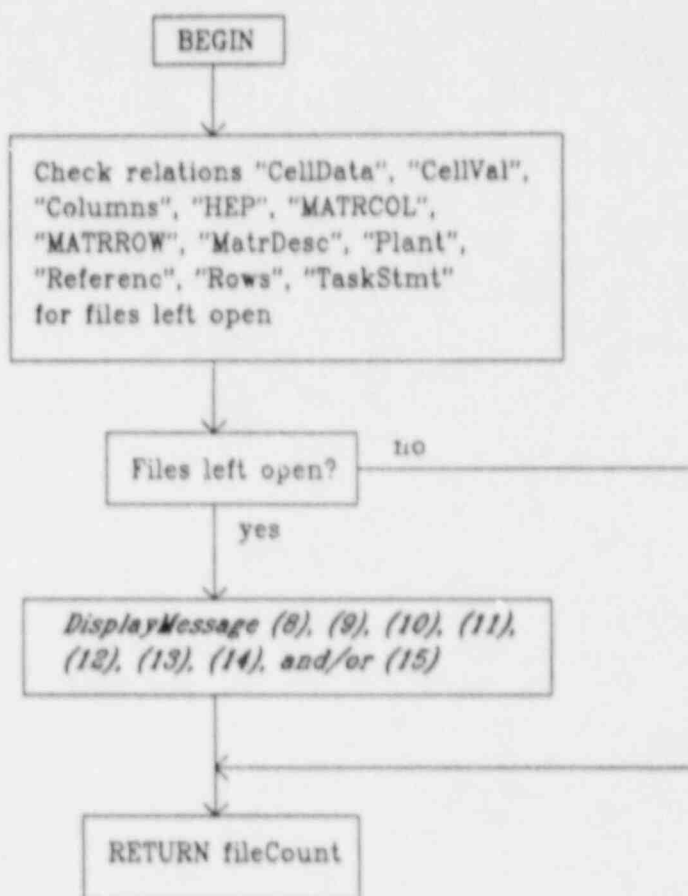 BEGIN
Check relations "CellData", "CellVal",
"Columns", "HEP", "MATRCOL",
"MATRROW", "MatrDesc", "Plant",
"Referenc", "Rows", "TaskStmt"
for files left open
Files left open?
no
yes
DisplayMessage (8), (9), (10), (11),
(12), (13), (14), and/or (15)
RETURN fileCount